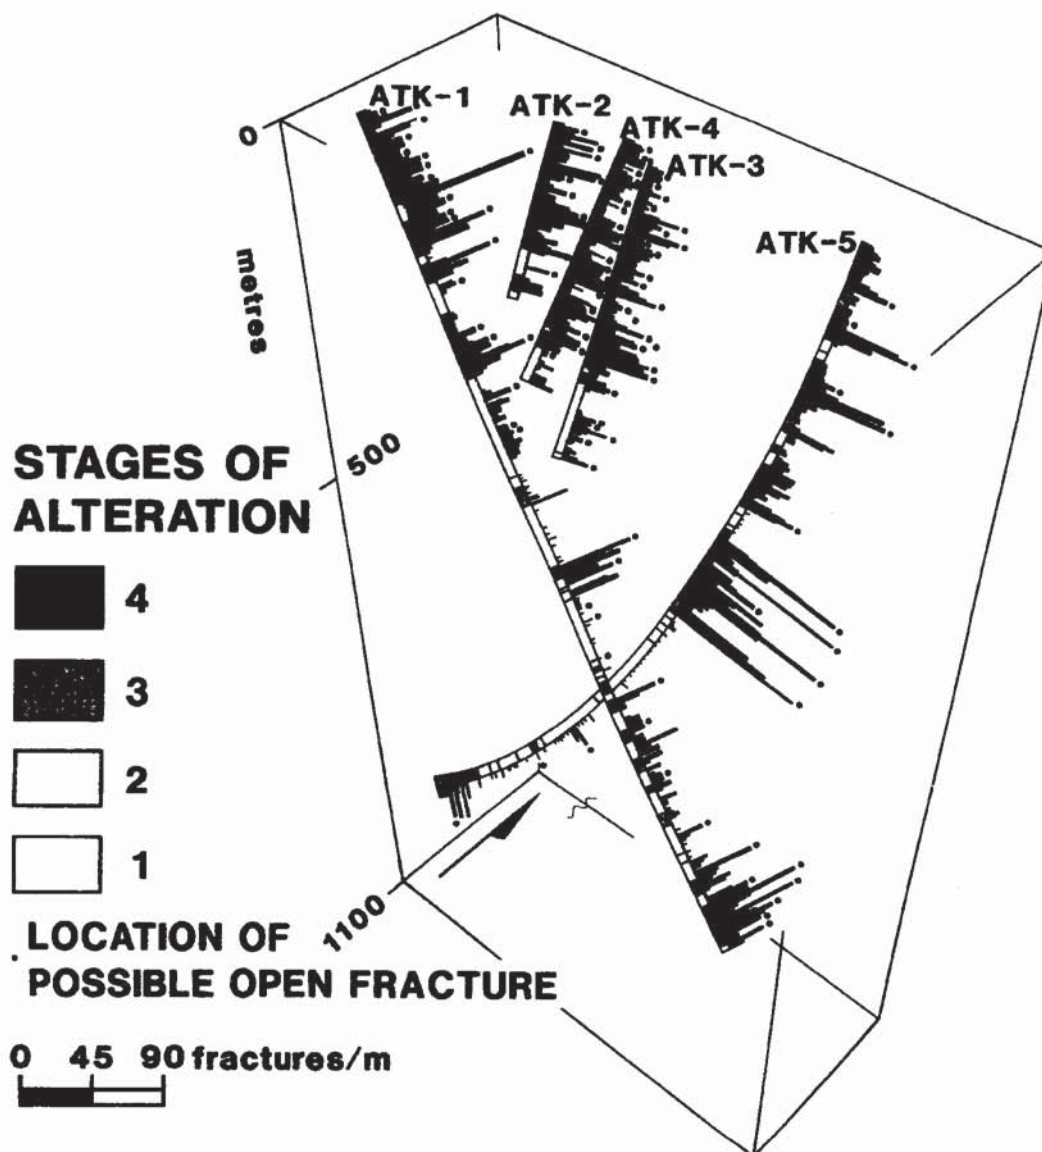 ATK-1
ATK-2
ATK-4
ATK-3
ATK-5
0
metres
500
1100
STAGES OF
ALTERATION
4
3
2
1
LOCATION OF
POSSIBLE OPEN FRACTURE
0 45 90 fractures/m